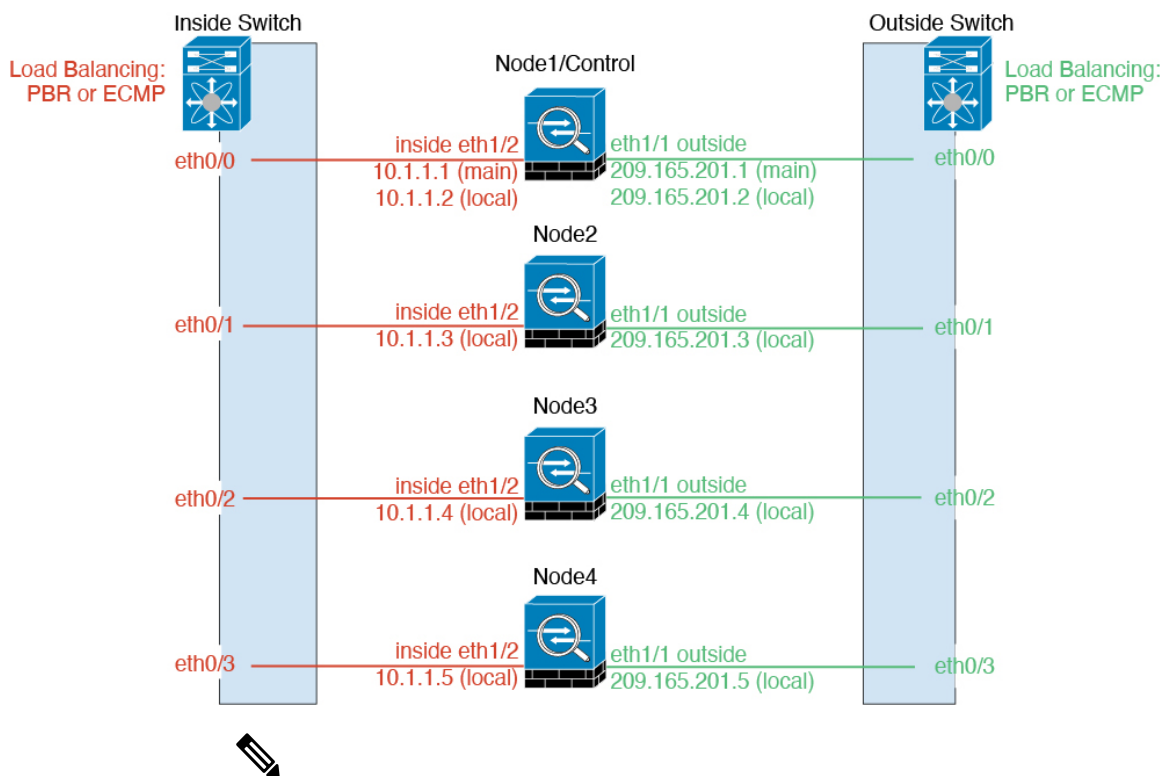 Inside Switch
Outside Switch
Load Balancing:
PBR or ECMP
Node1/Control
Load Balancing:
PBR or ECMP
eth0/0
inside eth1/2
10.1.1.1 (main)
10.1.1.2 (local)
eth1/1 outside
209.165.201.1 (main)
209.165.201.2 (local)
eth0/0
Node2
eth0/1
inside eth1/2
10.1.1.3 (local)
eth1/1 outside
209.165.201.3 (local)
eth0/1
Node3
eth0/2
inside eth1/2
10.1.1.4 (local)
eth1/1 outside
209.165.201.4 (local)
eth0/2
Node4
eth0/3
inside eth1/2
10.1.1.5 (local)
eth1/1 outside
209.165.201.5 (local)
eth0/3